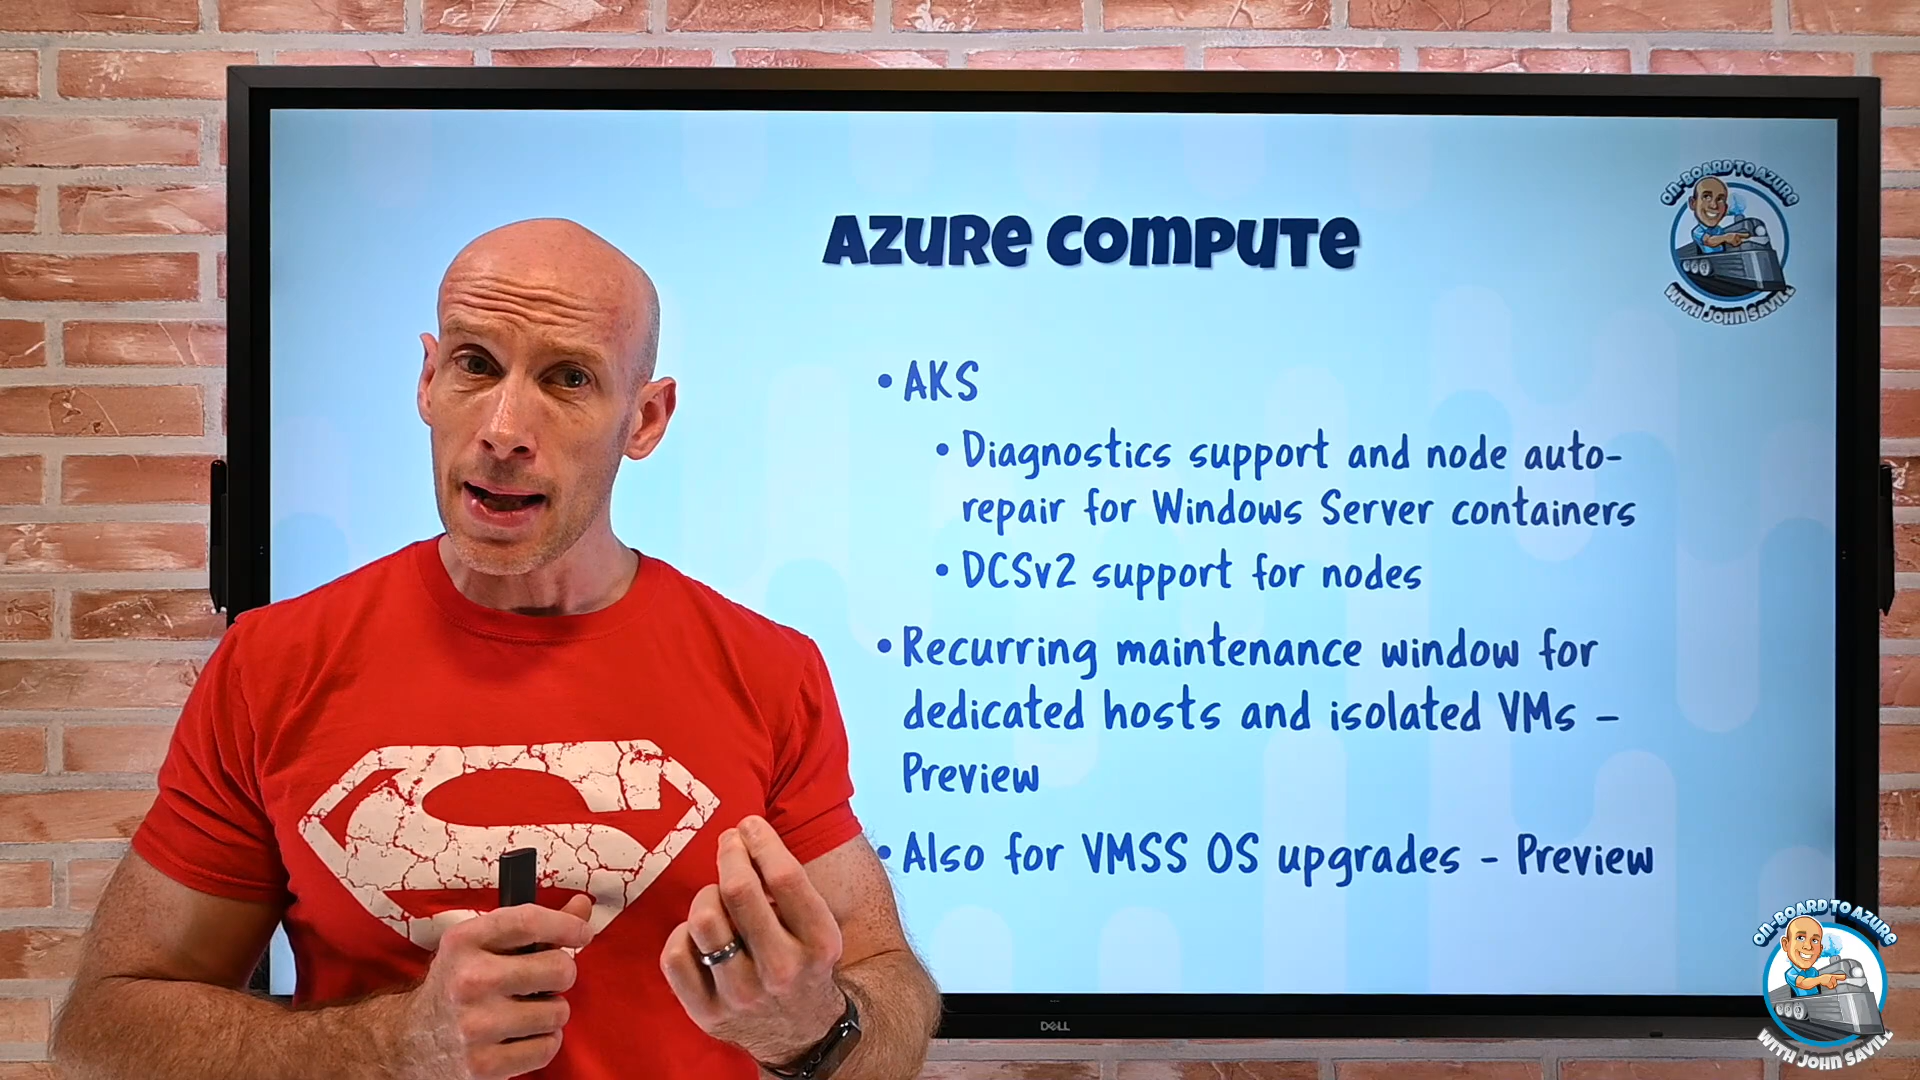 AZURE COMPUTE
ON-BOARD TO AZURE
WITH JOHN SAVILL
• AKS
• Diagnostics support and node auto-
repair for Windows Server containers
• DCSv2 support for nodes
• Recurring maintenance window for
dedicated hosts and isolated VMs –
Preview
• Also for VMSS OS upgrades - Preview
S
DELL
ON-BOARD TO AZURE
WITH JOHN SAVILL